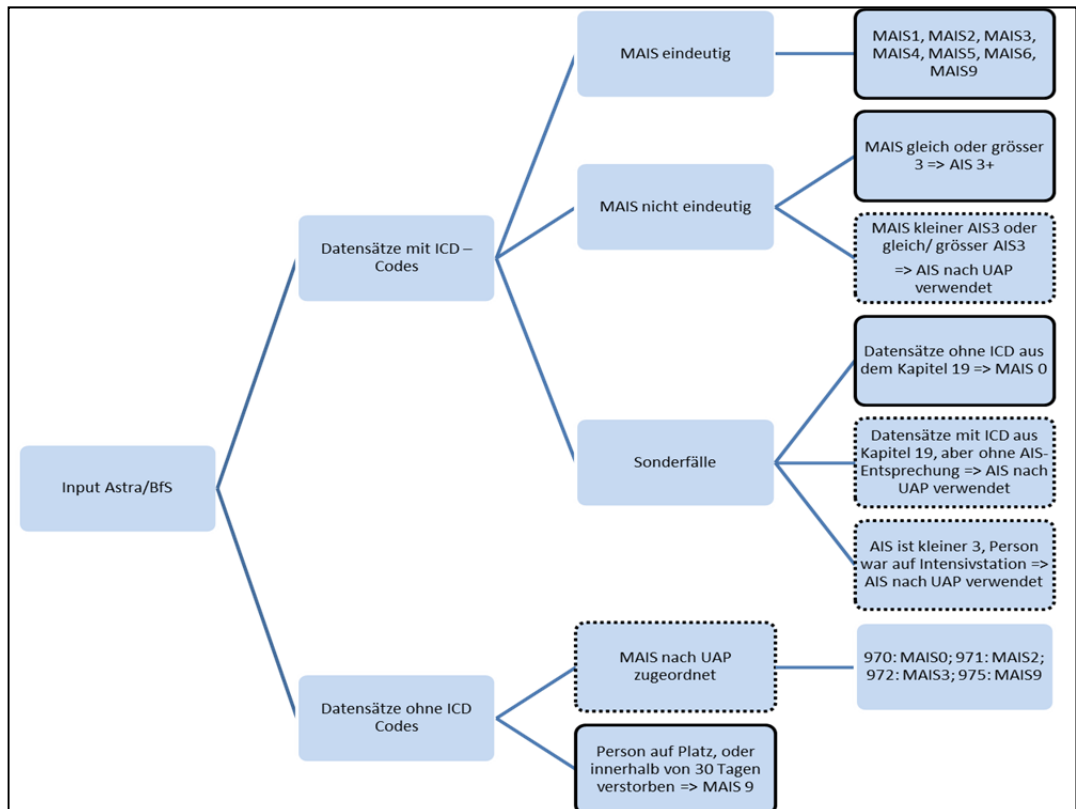 Input Astra/BfS
Datensätze mit ICD –
Codes
MAIS eindeutig
MAIS1, MAIS2, MAIS3,
MAIS4, MAIS5, MAIS6,
MAIS9
MAIS nicht eindeutig
MAIS gleich oder grösser
3 => AIS 3+
MAIS kleiner AIS3 oder
gleich/ grösser AIS3
=> AIS nach UAP
verwendet
Sonderfälle
Datensätze ohne ICD aus
dem Kapitel 19 => MAIS 0
Datensätze mit ICD aus
Kapitel 19, aber ohne AIS-
Entsprechung => AIS nach
UAP verwendet
AIS ist kleiner 3, Person
war auf Intensivstation =>
AIS nach UAP verwendet
Datensätze ohne ICD
Codes
MAIS nach UAP
zugeordnet
970: MAIS0; 971: MAIS2;
972: MAIS3; 975: MAIS9
Person auf Platz, oder
innerhalb von 30 Tagen
verstorben => MAIS 9